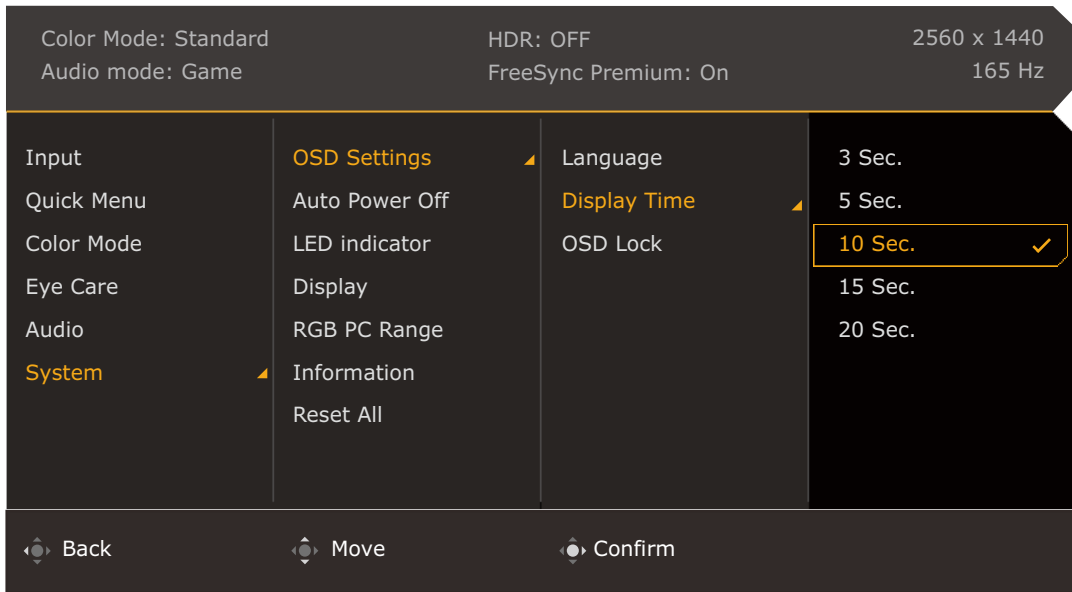 Color Mode: Standard
Audio mode: Game
HDR: OFF
FreeSync Premium: On
2560 x 1440
165 Hz
Input
Quick Menu
Color Mode
Eye Care
Audio
System
OSD Settings
Auto Power Off
LED indicator
Display
RGB PC Range
Information
Reset All
Language
Display Time
OSD Lock
3 Sec.
5 Sec.
10 Sec.
15 Sec.
20 Sec.
Back
Move
Confirm